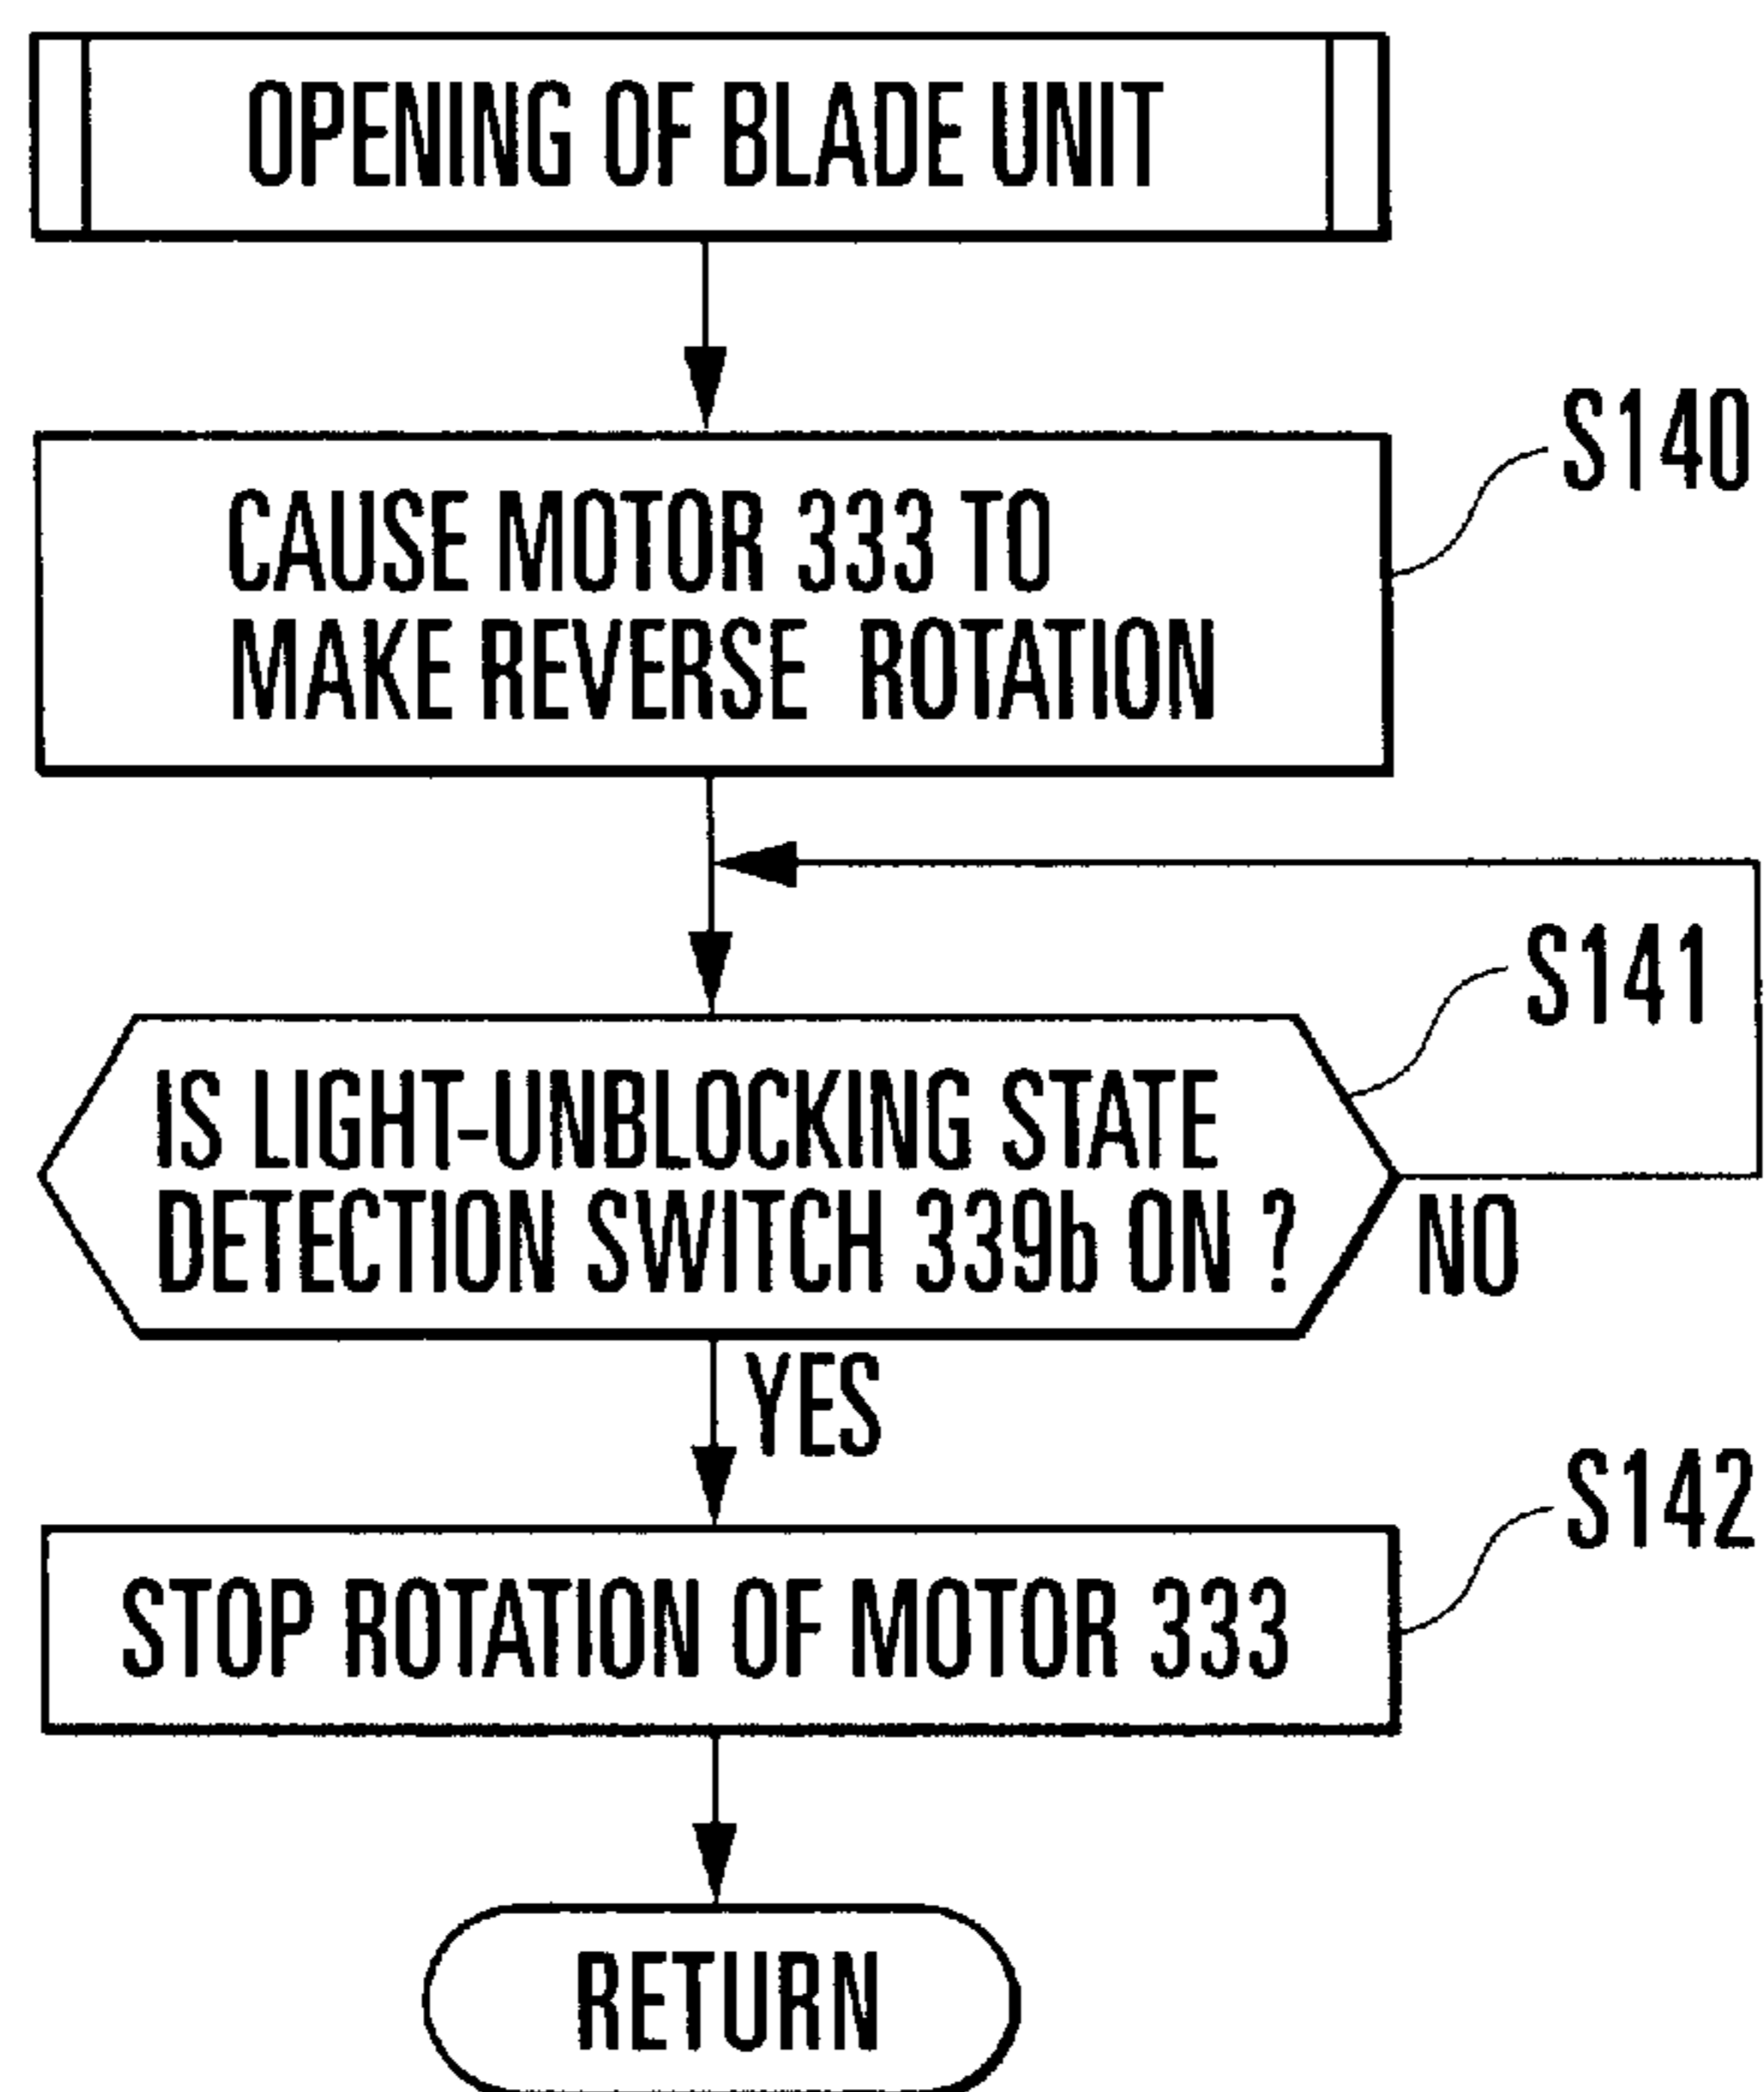 OPENING OF BLADE UNIT
S140
CAUSE MOTOR 333 TO
MAKE REVERSE ROTATION
S141
IS LIGHT-UNBLOCKING STATE
DETECTION SWITCH 339b ON ?
NO
YES
S142
STOP ROTATION OF MOTOR 333
RETURN